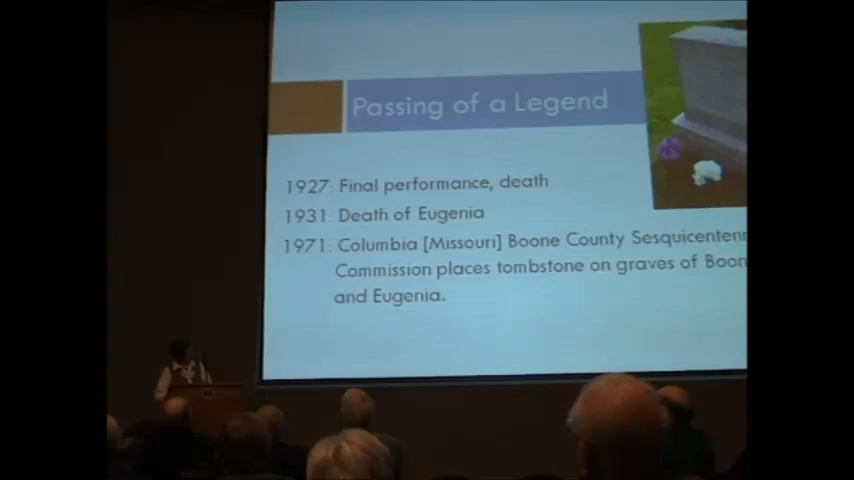 Passing of a Legend
1927: Final performance, death
1931: Death of Eugenia
1971: Columbia [Missouri] Boone County
Commission places tombstone on graves of
and Eugenia.